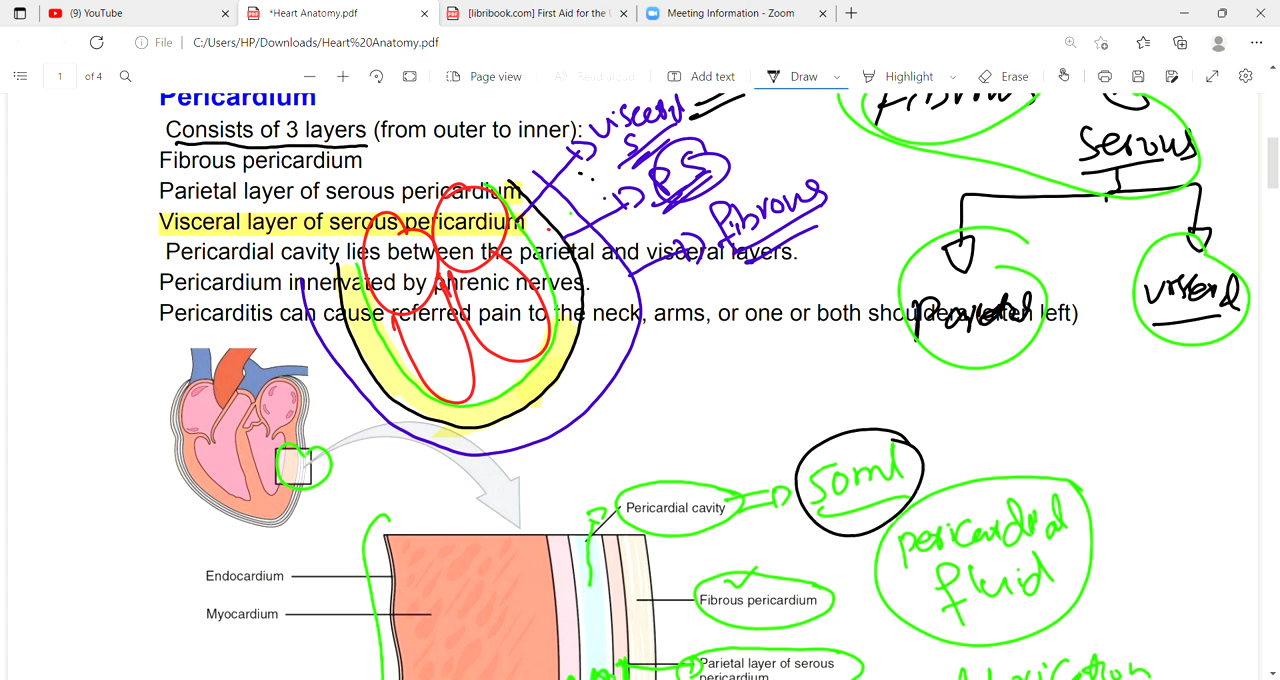 (9) YouTube
*Heart Anatomy.pdf
[libribook.com] First Aid for the U
Meeting Information - Zoom
File
C:/Users/HP/Downloads/Heart%20Anatomy.pdf
1 of 4
Page view
Read aloud
Add text
Draw
Highlight
Erase
Pericardium
Consists of 3 layers (from outer to inner):
Fibrous pericardium
Parietal layer of serous pericardium
Visceral layer of serous pericardium
Pericardial cavity lies between the parietal and visceral layers.
Pericardium innervated by phrenic nerves.
Pericarditis can cause referred pain to the neck, arms, or one or both shoulders (often left)
visceral
S
PS
Fibrous
Fibrous
serous
parietal
visceral
50ml
pericardial
fluid
Pericardial cavity
Endocardium
Myocardium
Fibrous pericardium
Parietal layer of serous
pericardium